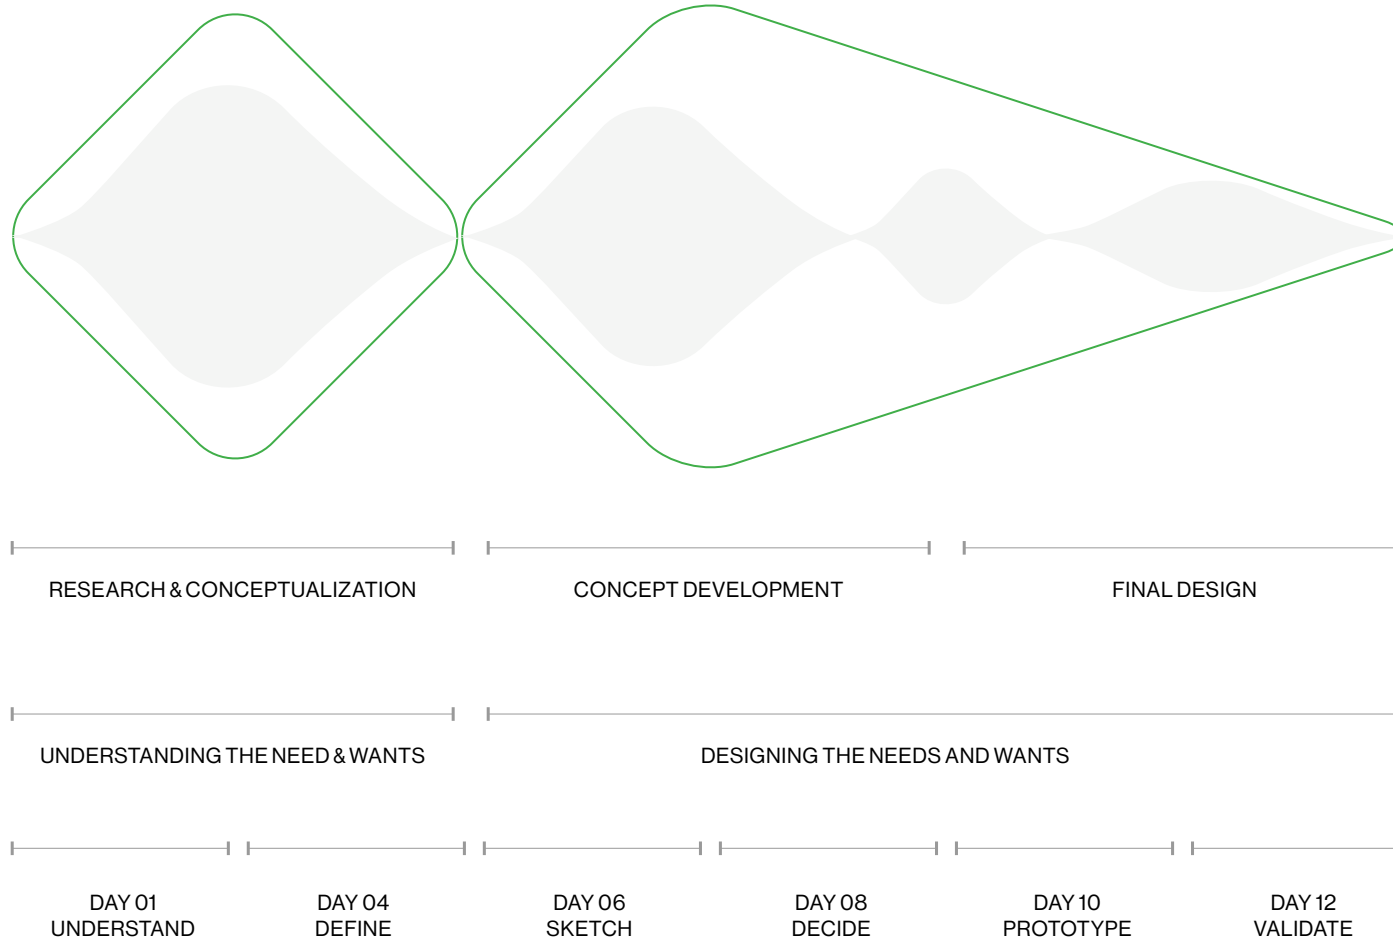 RESEARCH & CONCEPTUALIZATION
CONCEPT DEVELOPMENT
FINAL DESIGN
UNDERSTANDING THE NEED & WANTS
DESIGNING THE NEEDS AND WANTS
DAY 01
UNDERSTAND
DAY 04
DEFINE
DAY 06
SKETCH
DAY 08
DECIDE
DAY 10
PROTOTYPE
DAY 12
VALIDATE